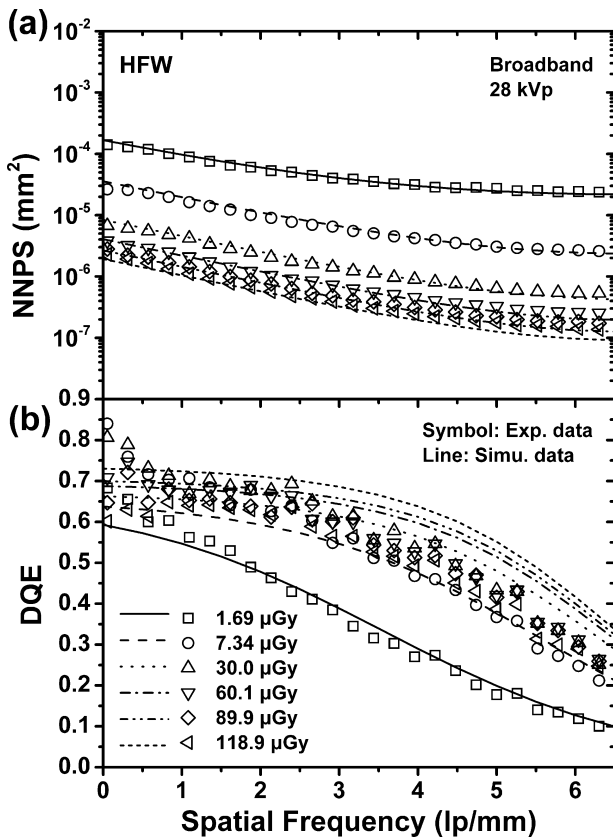 (a)
10⁻²
HFW
Broadband
28 kVp
10⁻³
10⁻⁴
10⁻⁵
10⁻⁶
10⁻⁷
NNPS (mm²)
0.9
(b)
0.8
Symbol: Exp. data
Line: Simu. data
0.7
0.6
0.5
0.4
0.3
0.2
0.1
0.0
DQE
1.69 µGy
7.34 µGy
30.0 µGy
60.1 µGy
89.9 µGy
118.9 µGy
0 1 2 3 4 5 6
Spatial Frequency (lp/mm)